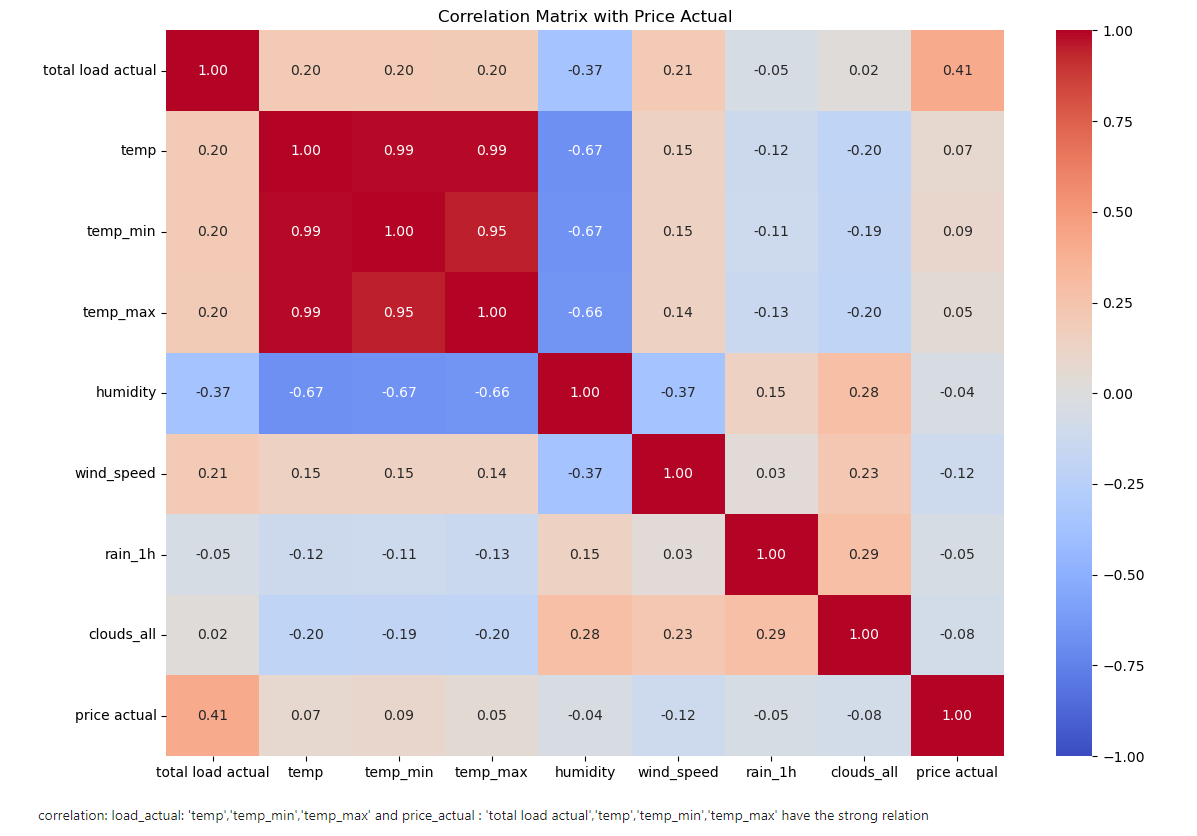 Correlation Matrix with Price Actual
total load actual 1.00 0.20 0.20 0.20 -0.37 0.21 -0.05 0.02 0.41
temp 0.20 1.00 0.99 0.99 -0.67 0.15 -0.12 -0.20 0.07
temp_min 0.20 0.99 1.00 0.95 -0.67 0.15 -0.11 -0.19 0.09
temp_max 0.20 0.99 0.95 1.00 -0.66 0.14 -0.13 -0.20 0.05
humidity -0.37 -0.67 -0.67 -0.66 1.00 -0.37 0.15 0.28 -0.04
wind_speed 0.21 0.15 0.15 0.14 -0.37 1.00 0.03 0.23 -0.12
rain_1h -0.05 -0.12 -0.11 -0.13 0.15 0.03 1.00 0.29 -0.05
clouds_all 0.02 -0.20 -0.19 -0.20 0.28 0.23 0.29 1.00 -0.08
price actual 0.41 0.07 0.09 0.05 -0.04 -0.12 -0.05 -0.08 1.00
total load actual temp temp_min temp_max humidity wind_speed rain_1h clouds_all price actual
1.00
0.75
0.50
0.25
0.00
−0.25
−0.50
−0.75
−1.00
correlation: load_actual: 'temp','temp_min','temp_max' and price_actual : 'total load actual','temp','temp_min','temp_max' have the strong relation